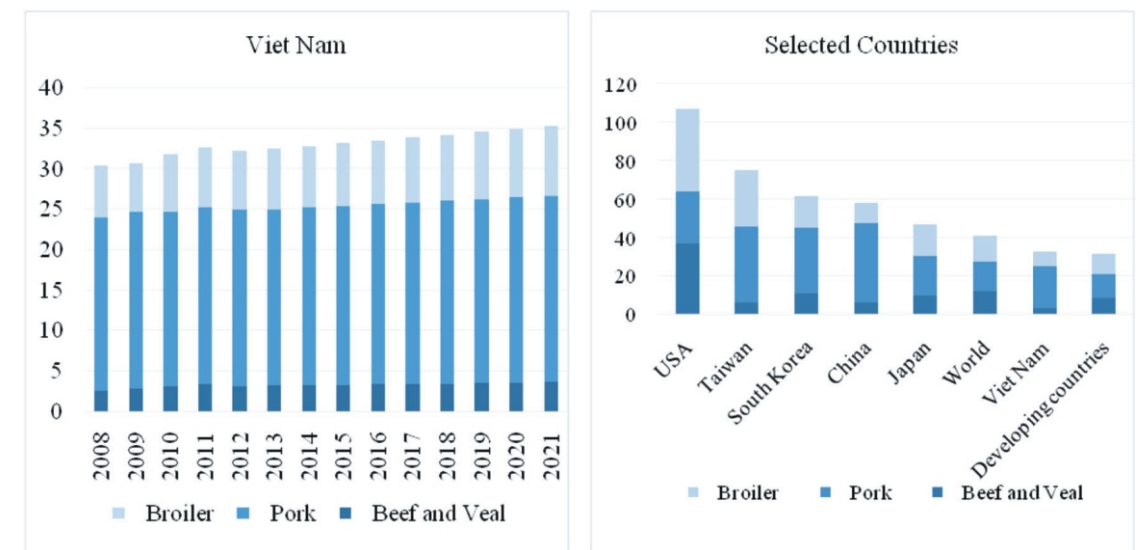 Viet Nam
40
35
30
25
20
15
10
5
0
2008
2009
2010
2011
2012
2013
2014
2015
2016
2017
2018
2019
2020
2021
Broiler Pork Beef and Veal
Selected Countries
120
100
80
60
40
20
0
USA
Taiwan
South Korea
China
Japan
World
Viet Nam
Developing countries
Broiler Pork Beef and Veal